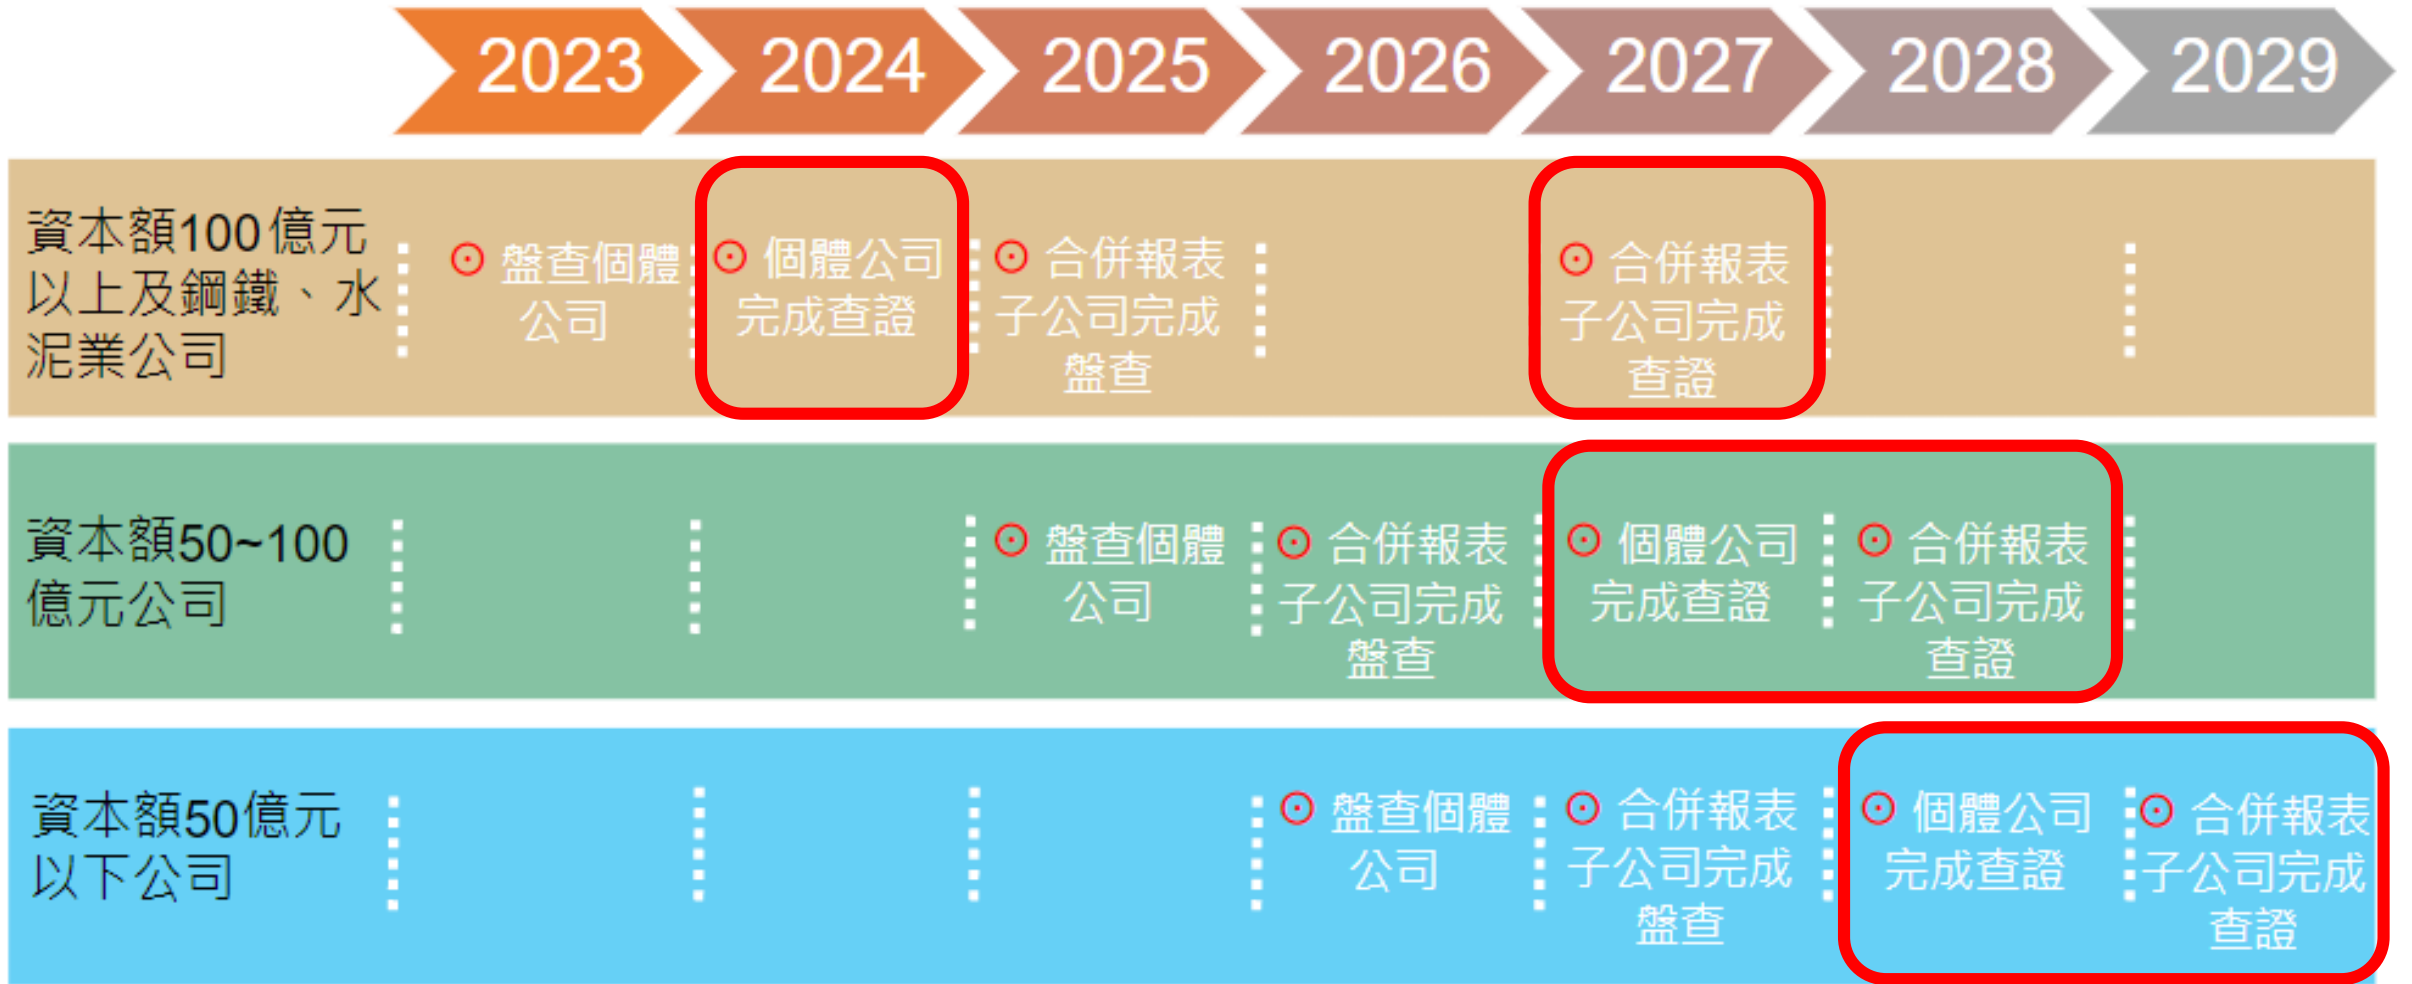 2023
2024
2025
2026
2027
2028
2029
資本額100億元
以上及鋼鐵、水
泥業公司
⊙ 盤查個體
公司
⊙ 個體公司
完成查證
⊙ 合併報表
子公司完成
盤查
⊙ 合併報表
子公司完成
查證
資本額50~100
億元公司
⊙ 盤查個體
公司
⊙ 合併報表
子公司完成
盤查
⊙ 個體公司
完成查證
⊙ 合併報表
子公司完成
查證
資本額50億元
以下公司
⊙ 盤查個體
公司
⊙ 合併報表
子公司完成
盤查
⊙ 個體公司
完成查證
⊙ 合併報表
子公司完成
查證